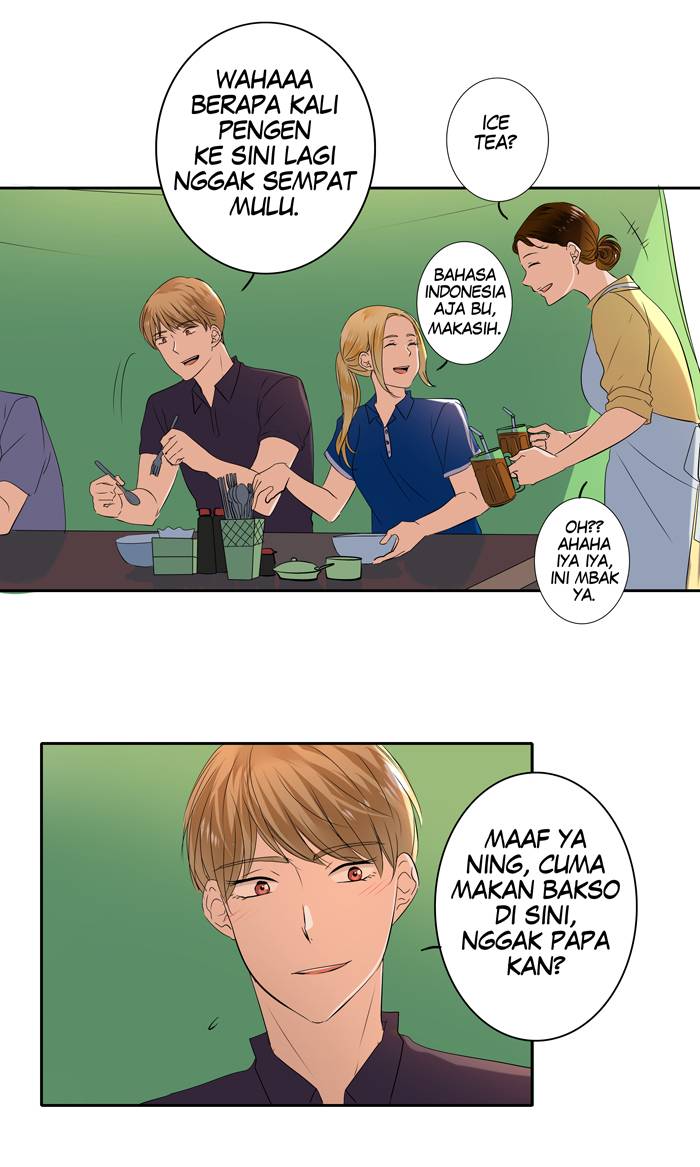 WAHAAA
BERAPA KALI
PENGEN
KE SINI LAGI
NGGAK SEMPAT
MULU.
ICE
TEA?
BAHASA
INDONESIA
AJA BU,
MAKASIH.
OH??
AHAHA
IYA IYA,
INI MBAK
YA.
MAAF YA
NING, CUMA
MAKAN BAKSO
DI SINI,
NGGAK PAPA
KAN?